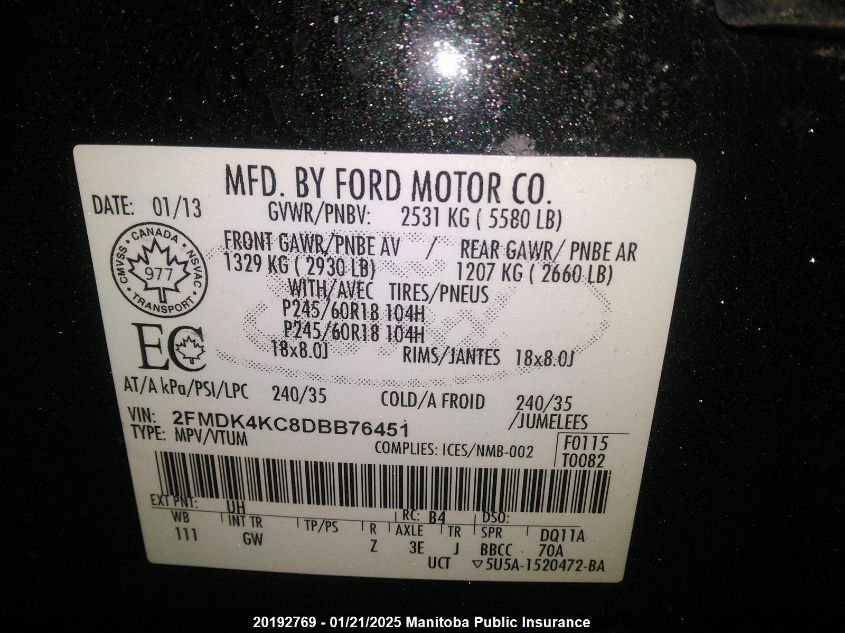 MFD. BY FORD MOTOR CO.
DATE: 01/13
GVWR/PNBV: 2531 KG ( 5580 LB)
FRONT GAWR/PNBE AV / REAR GAWR/ PNBE AR
1329 KG ( 2930 LB) 1207 KG ( 2660 LB)
WITH/AVEC TIRES/PNEUS
P245/60R18 104H
P245/60R18 104H
18x8.0J RIMS/JANTES 18x8.0J
CANADA
CMVSS NSVAC
977
TRANSPORT
EC
AT/A kPa/PSI/LPC 240/35 COLD/A FROID 240/35
/JUMELEES
VIN: 2FMDK4KC8DBB76451
TYPE: MPV/VTUM
COMPLIES: ICES/NMB-002
F0115
T0082
EXT PNT: UH RC: B4 DSO:
WB INT TR TP/PS R AXLE TR SPR DQ11A
111 GW Z 3E J BBCC 70A
UCT ▽5U5A-1520472-BA
20192769 - 01/21/2025 Manitoba Public Insurance